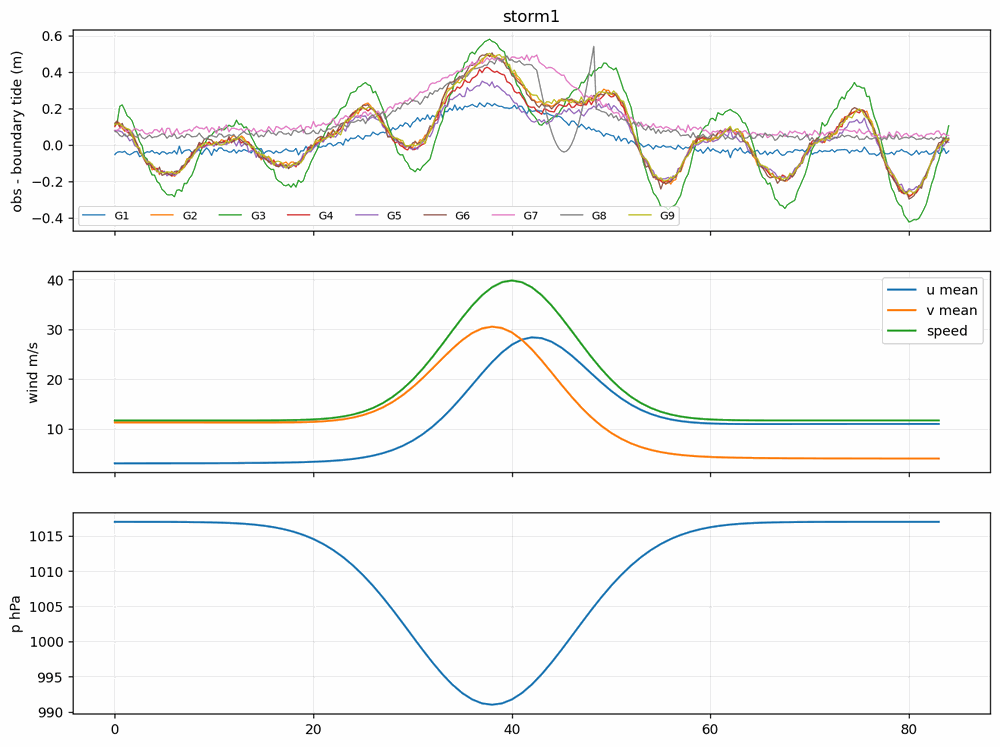 storm1
obs - boundary tide (m)
0.6
0.4
0.2
0.0
−0.2
−0.4
G1 G2 G3 G4 G5 G6 G7 G8 G9
wind m/s
40
30
20
10
u mean
v mean
speed
p hPa
1015
1010
1005
1000
995
990
0 20 40 60 80